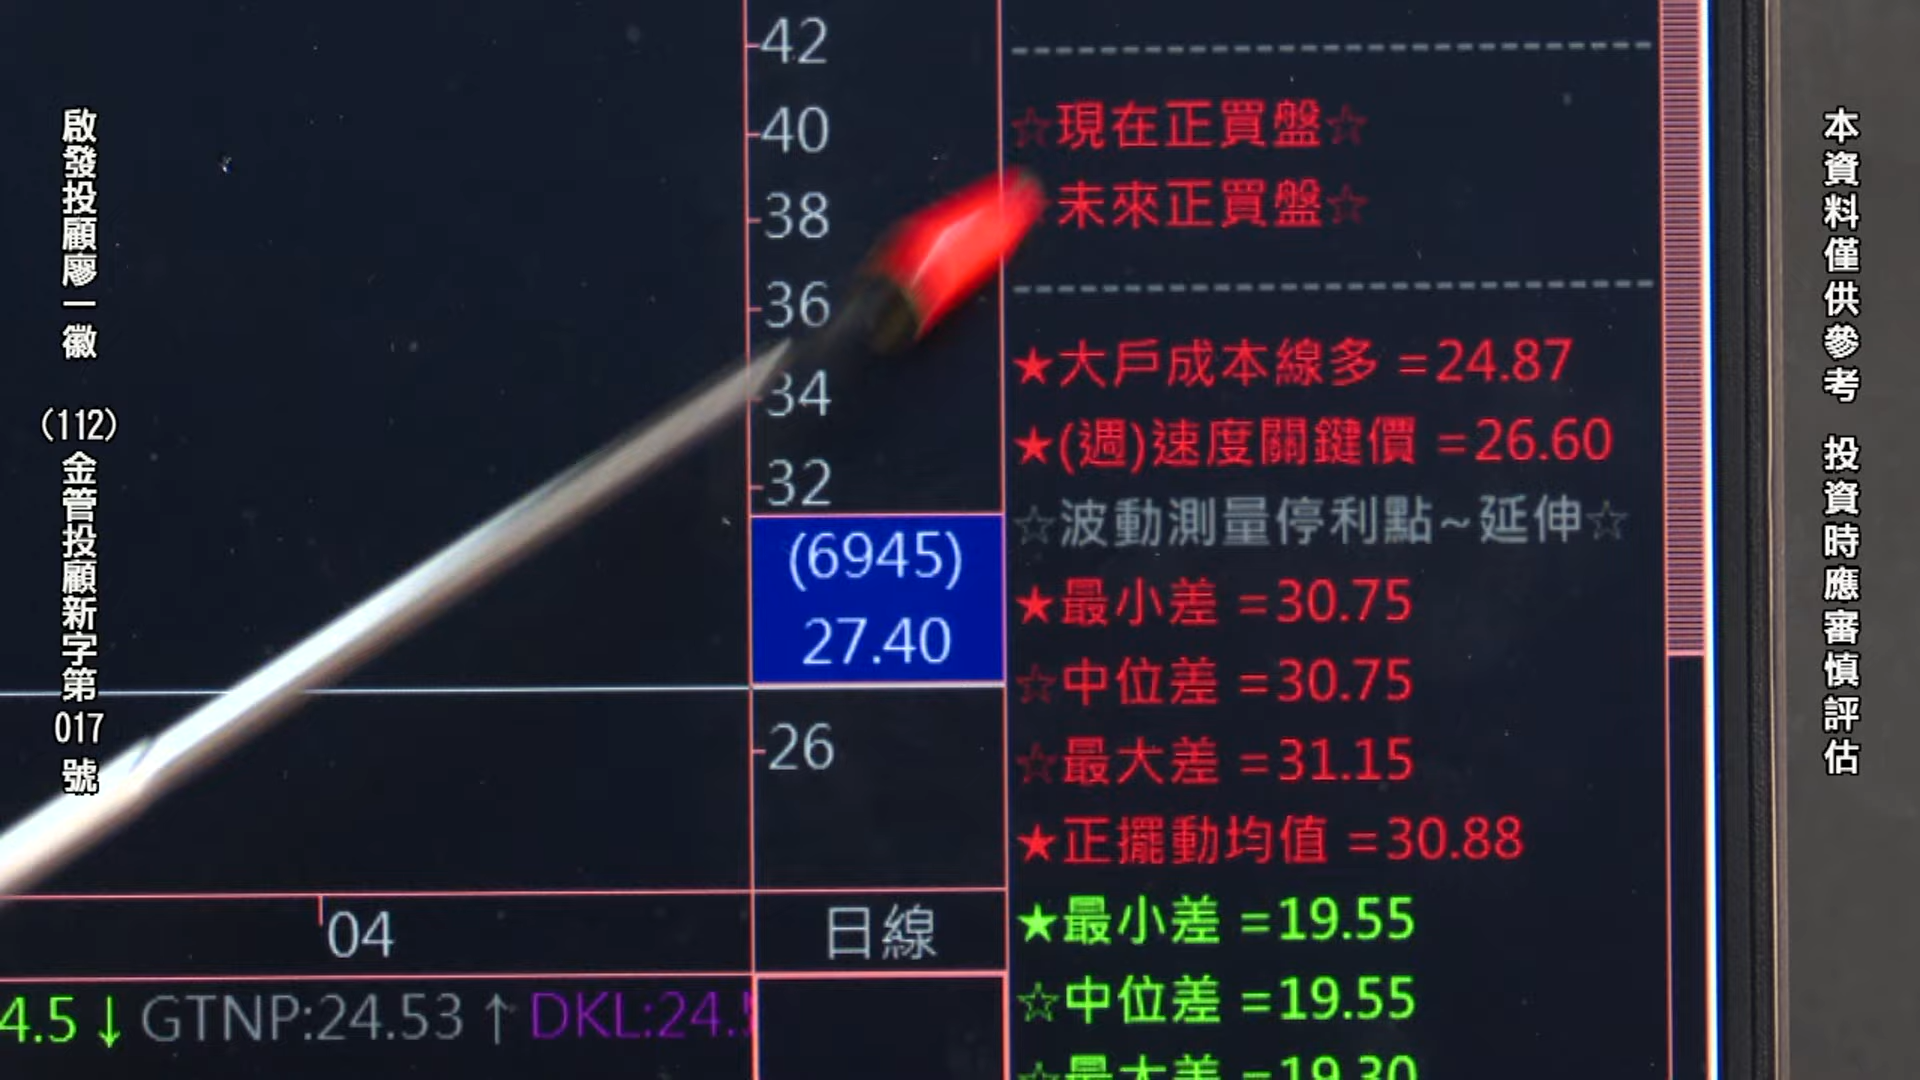 啟發投顧廖一徽 (112)金管投顧新字第017號
42
40
38
36
34
32
(6945)
27.40
26
04
日線
4.5↓ GTNP:24.53↑ DKL:24.
☆現在正買盤☆
未來正買盤☆
★大戶成本線多 =24.87
★(週)速度關鍵價 =26.60
☆波動測量停利點~延伸☆
★最小差 =30.75
☆中位差 =30.75
☆最大差 =31.15
★正擺動均值 =30.88
★最小差 =19.55
☆中位差 =19.55
☆最大差 =19.30
本資料僅供參考 投資時應審慎評估